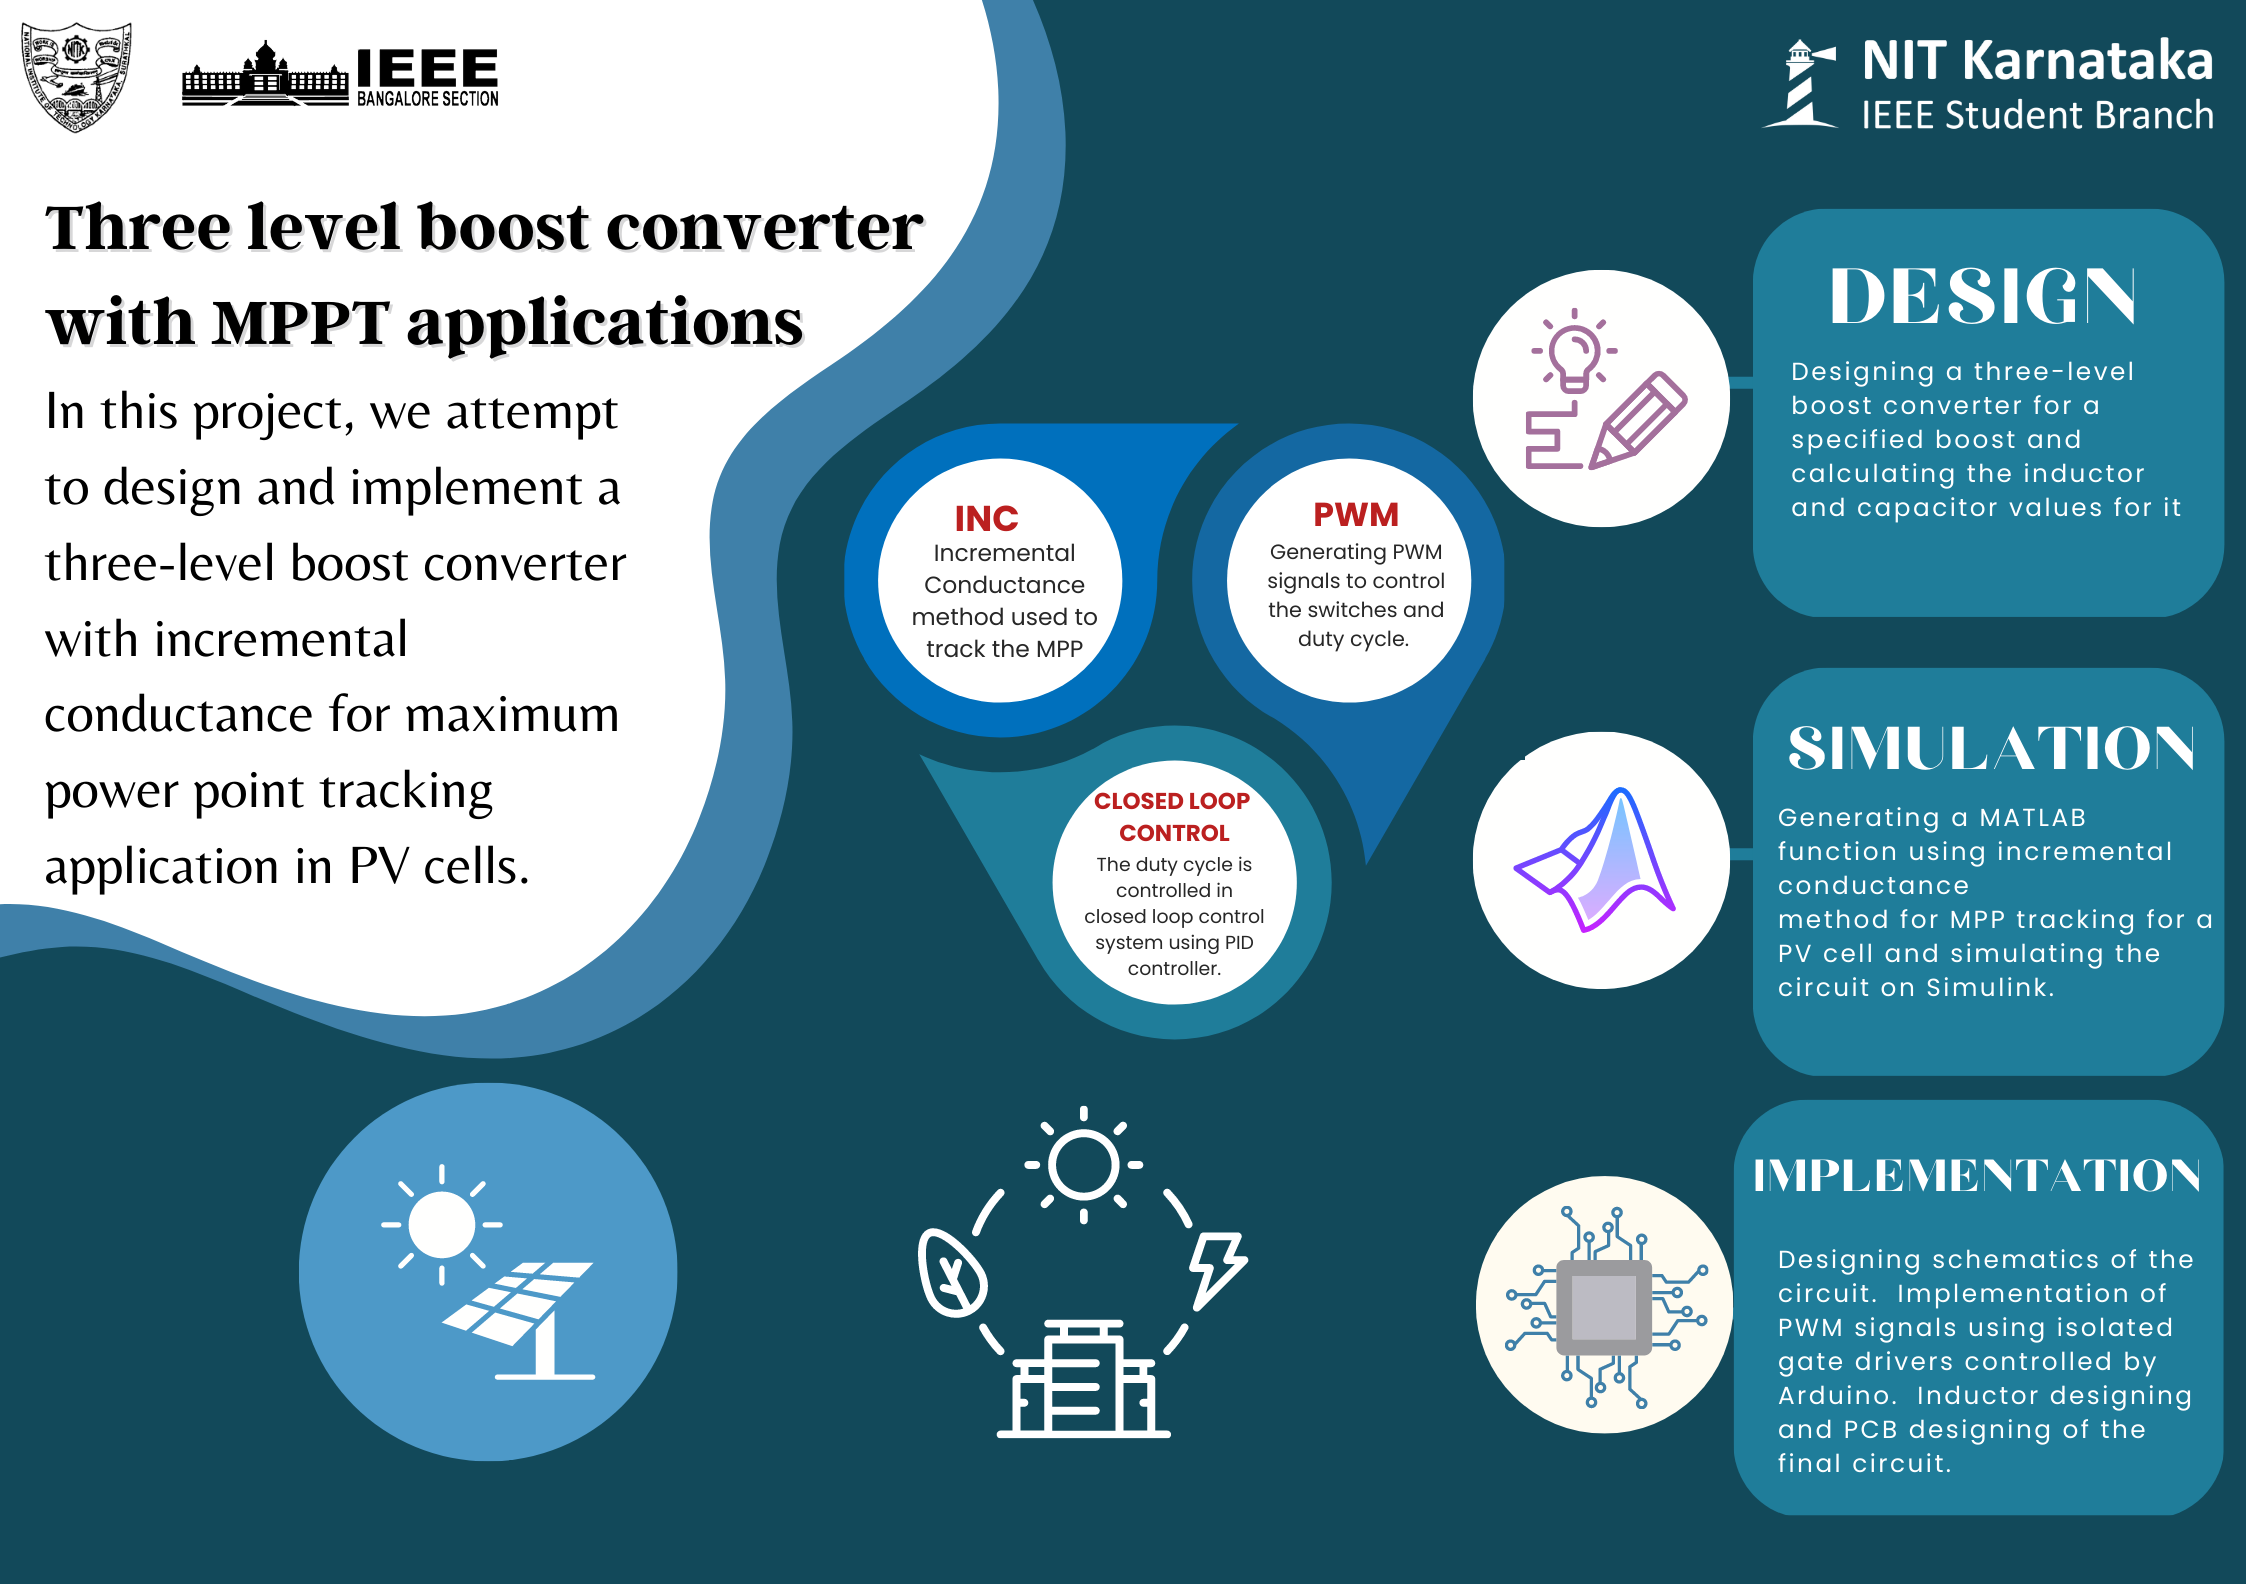 IEEE
BANGALORE SECTION
NIT Karnataka
IEEE Student Branch
Three level boost converter
with MPPT applications
In this project, we attempt
to design and implement a
three-level boost converter
with incremental
conductance for maximum
power point tracking
application in PV cells.
INC
Incremental
Conductance
method used to
track the MPP
PWM
Generating PWM
signals to control
the switches and
duty cycle.
CLOSED LOOP
CONTROL
The duty cycle is
controlled in
closed loop control
system using PID
controller.
DESIGN
Designing a three-level
boost converter for a
specified boost and
calculating the inductor
and capacitor values for it
SIMULATION
Generating a MATLAB
function using incremental
conductance
method for MPP tracking for a
PV cell and simulating the
circuit on Simulink.
IMPLEMENTATION
Designing schematics of the
circuit.  Implementation of
PWM signals using isolated
gate drivers controlled by
Arduino.  Inductor designing
and PCB designing of the
final circuit.